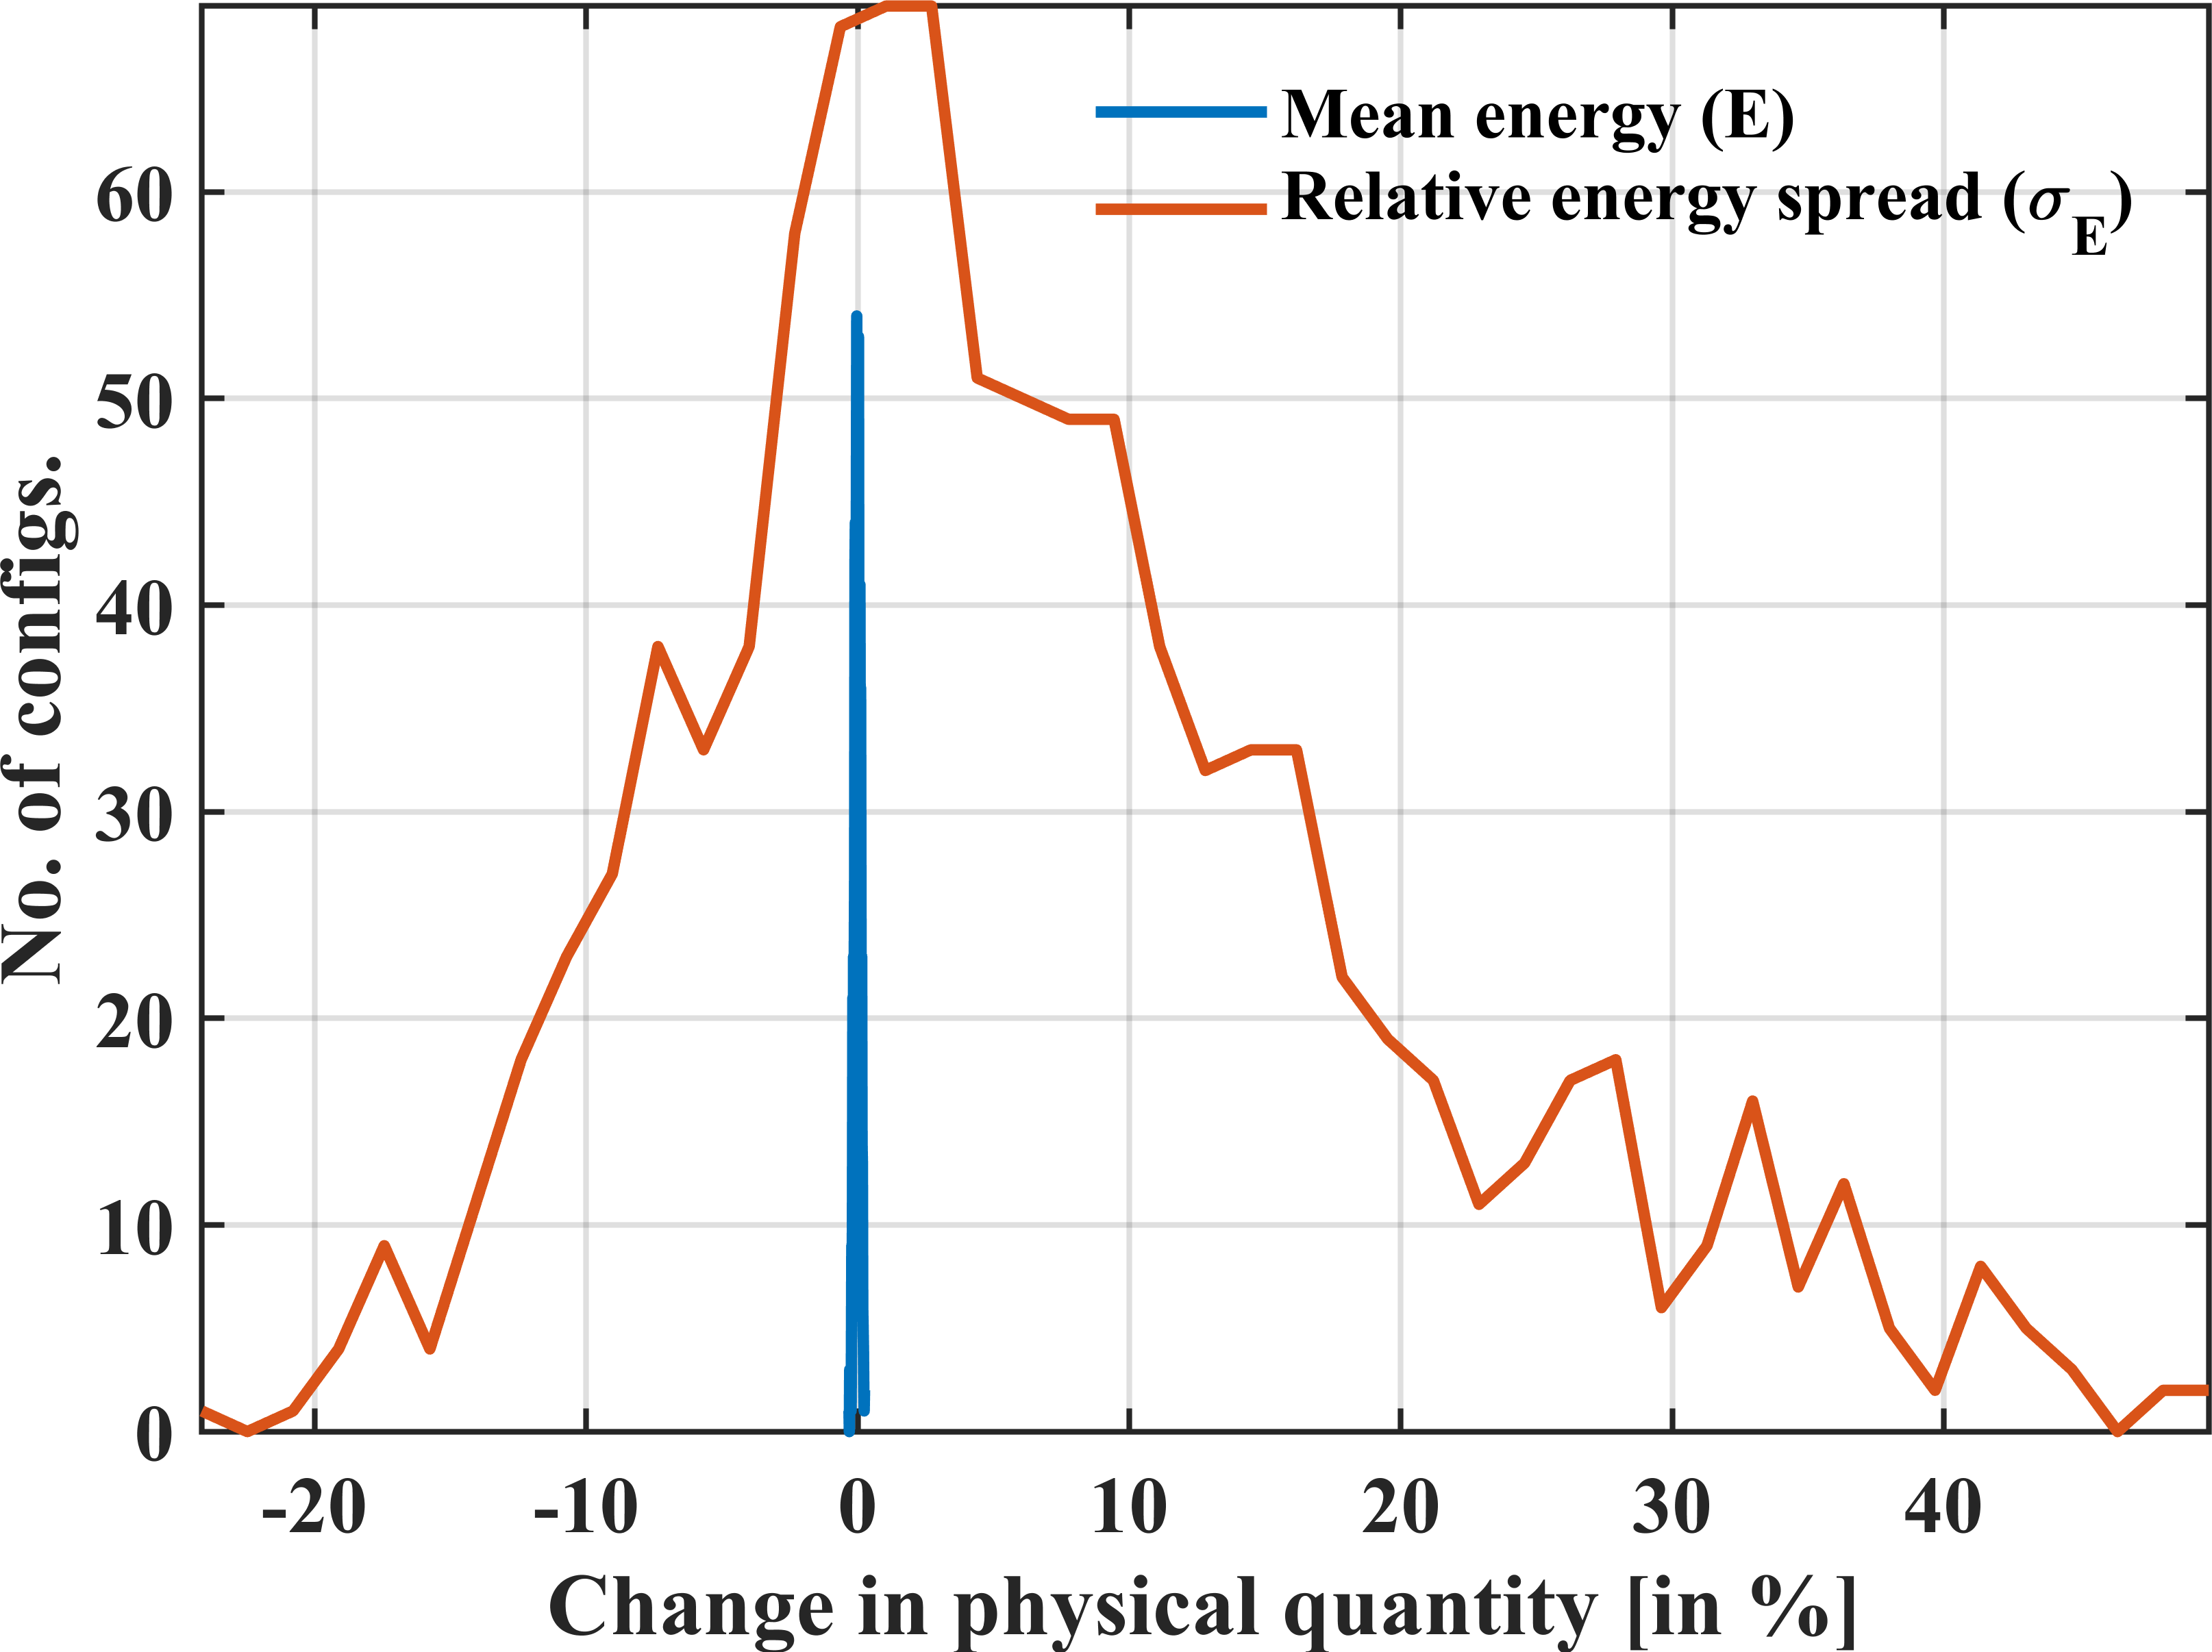 Mean energy (E)
Relative energy spread (σ_E)
60
50
40
30
20
10
0
No. of configs.
-20 -10 0 10 20 30 40
Change in physical quantity [in %]